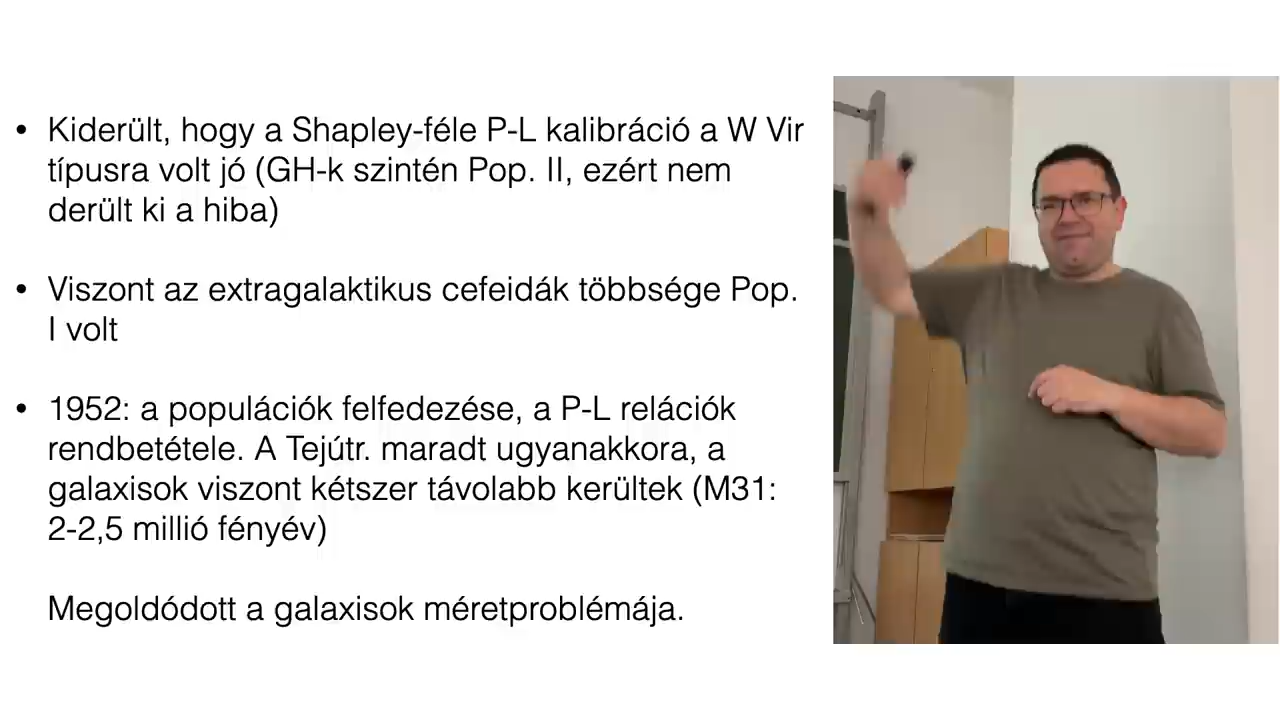 • Kiderült, hogy a Shapley-féle P-L kalibráció a W Vir
típusra volt jó (GH-k szintén Pop. II, ezért nem
derült ki a hiba)
• Viszont az extragalaktikus cefeidák többsége Pop.
I volt
• 1952: a populációk felfedezése, a P-L relációk
rendbetétele. A Tejútr. maradt ugyanakkora, a
galaxisok viszont kétszer távolabb kerültek (M31:
2-2,5 millió fényév)
Megoldódott a galaxisok méretproblémája.